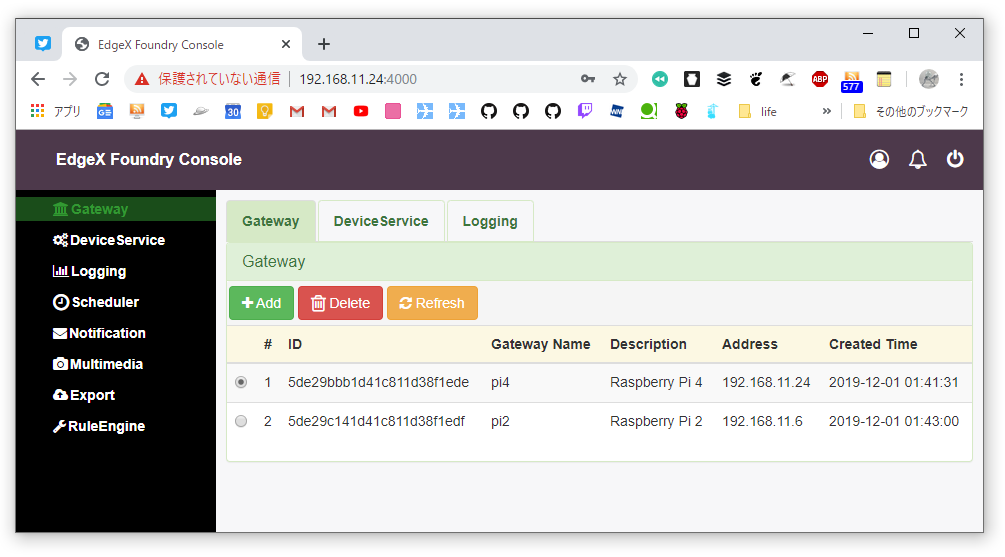 EdgeX Foundry Console
保護されていない通信 192.168.11.24:4000
ABP
577
アプリ
G≡
30
life
»
その他のブックマーク
EdgeX Foundry Console
Gateway
DeviceService
Logging
Scheduler
Notification
Multimedia
Export
RuleEngine
Gateway DeviceService Logging
Gateway
Add Delete Refresh
# ID Gateway Name Description Address Created Time
1 5de29bbb1d41c811d38f1ede pi4 Raspberry Pi 4 192.168.11.24 2019-12-01 01:41:31
2 5de29c141d41c811d38f1edf pi2 Raspberry Pi 2 192.168.11.6 2019-12-01 01:43:00